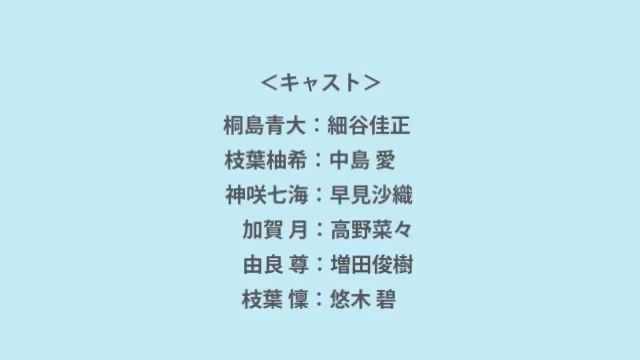 ＜キャスト＞
桐島青大：細谷佳正
枝葉柚希：中島 愛
神咲七海：早見沙織
加賀 月：高野菜々
由良 尊：増田俊樹
枝葉 懍：悠木 碧